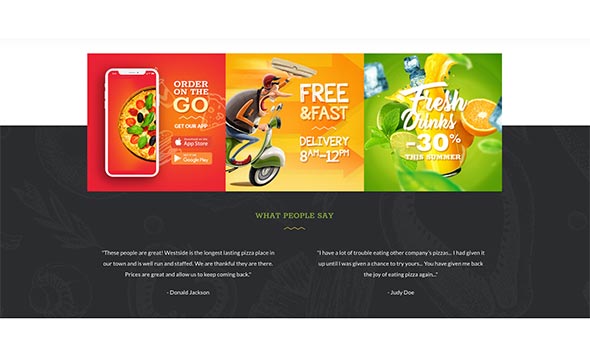 ORDER
ON THE
GO
GET OUR APP
Download on the
App Store
GET IT ON
Google Play
FREE
&FAST
DELIVERY
8AM-12PM
Fresh
Drinks
-30%
THIS SUMMER
WHAT PEOPLE SAY
"These people are great! Westside is the longest lasting pizza place in
our town and is well run and staffed. We are thankful they are there.
Prices are great and allow us to keep coming back."
- Donald Jackson
"I have a lot of trouble eating other company's pizzas... I had given it
up until I was given a chance to try yours... You have given me back
the joy of eating pizza again..."
- Judy Doe